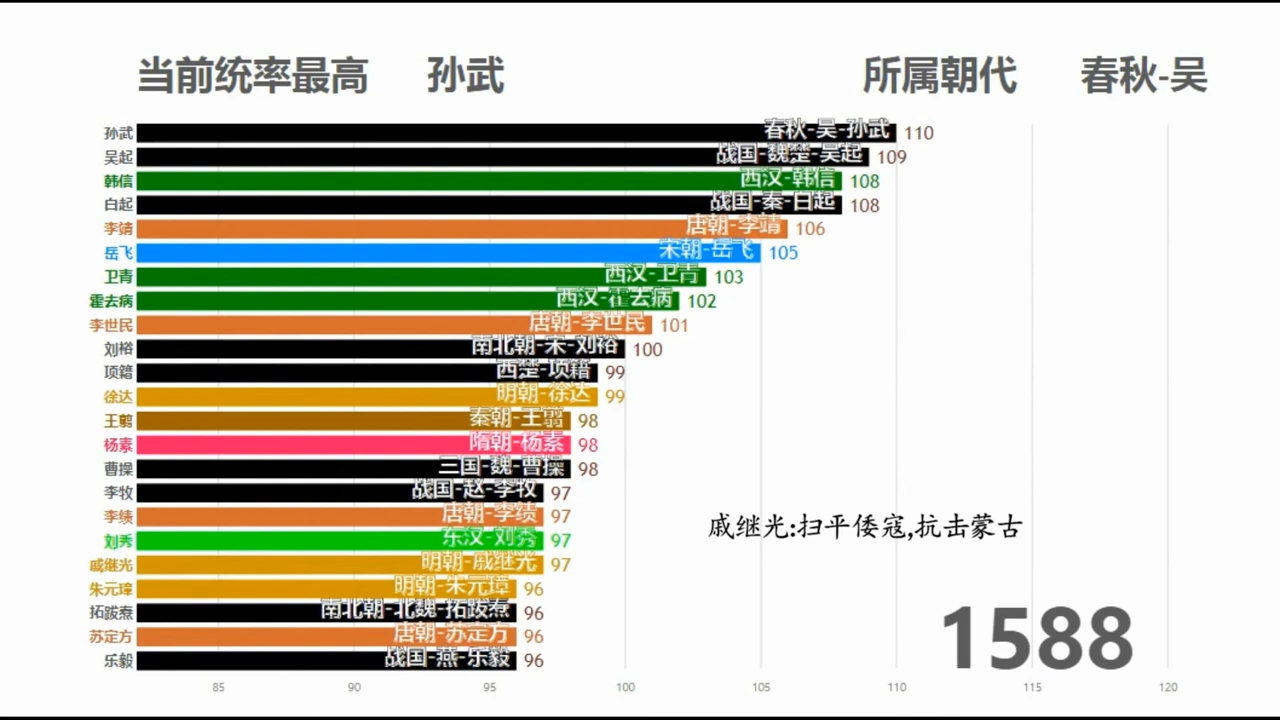 当前统率最高 孙武 所属朝代 春秋-吴
孙武 春秋-吴-孙武 110
吴起 战国-魏楚-吴起 109
韩信 西汉-韩信 108
白起 战国-秦-白起 108
李靖 唐朝-李靖 106
岳飞 宋朝-岳飞 105
卫青 西汉-卫青 103
霍去病 西汉-霍去病 102
李世民 唐朝-李世民 101
刘裕 南北朝-宋-刘裕 100
项籍 西楚-项籍 99
徐达 明朝-徐达 99
王翦 秦朝-王翦 98
杨素 隋朝-杨素 98
曹操 三国-魏-曹操 98
李牧 战国-赵-李牧 97
李绩 唐朝-李绩 97
刘秀 东汉-刘秀 97
戚继光 明朝-戚继光 97
戚继光:扫平倭寇,抗击蒙古
朱元璋 明朝-朱元璋 96
拓跋焘 南北朝-北魏-拓跋焘 96
苏定方 唐朝-苏定方 96
乐毅 战国-燕-乐毅 96
1588
85 90 95 100 105 110 115 120